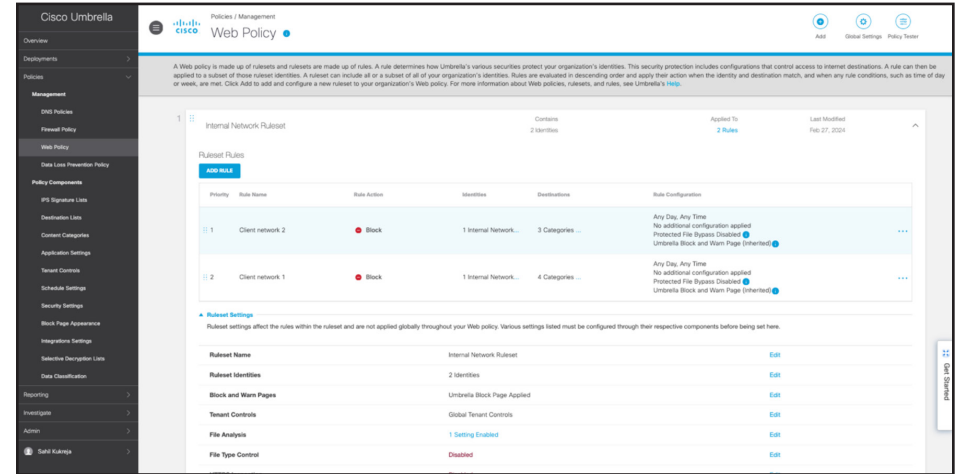 Cisco Umbrella
Overview
Deployments
Policies
Management
DNS Policies
Firewall Policy
Web Policy
Data Loss Prevention Policy
Policy Components
IPS Signature Lists
Destination Lists
Content Categories
Application Settings
Tenant Controls
Schedule Settings
Security Settings
Block Page Appearance
Integrations Settings
Selective Decryption Lists
Data Classification
Reporting
Investigate
Admin
Sahil Kukreja
cisco
Policies / Management
Web Policy
Add
Global Settings
Policy Tester
A Web policy is made up of rulesets and rulesets are made up of rules. A rule determines how Umbrella's various securities protect your organization's identities. This security protection includes configurations that control access to internet destinations. A rule can then be
applied to a subset of those ruleset identities. A ruleset can include all or a subset of all of your organization's identities. Rules are evaluated in descending order and apply their action when the identity and destination match, and when any rule conditions, such as time of day
or week, are met. Click Add to add and configure a new ruleset to your organization's Web policy. For more information about Web policies, rulesets, and rules, see Umbrella's Help.
1
Internal Network Ruleset
Contains
2 Identities
Applied To
2 Rules
Last Modified
Feb 27, 2024
Ruleset Rules
ADD RULE
Priority Rule Name Rule Action Identities Destinations Rule Configuration
1 Client network 2 Block 1 Internal Network... 3 Categories ...
Any Day, Any Time
No additional configuration applied
Protected File Bypass Disabled
Umbrella Block and Warn Page (Inherited)
2 Client network 1 Block 1 Internal Network... 4 Categories ...
Any Day, Any Time
No additional configuration applied
Protected File Bypass Disabled
Umbrella Block and Warn Page (Inherited)
Ruleset Settings
Ruleset settings affect the rules within the ruleset and are not applied globally throughout your Web policy. Various settings listed must be configured through their respective components before being set here.
Ruleset Name Internal Network Ruleset Edit
Ruleset Identities 2 Identities Edit
Block and Warn Pages Umbrella Block Page Applied Edit
Tenant Controls Global Tenant Controls Edit
File Analysis 1 Setting Enabled Edit
File Type Control Disabled Edit
Get Started